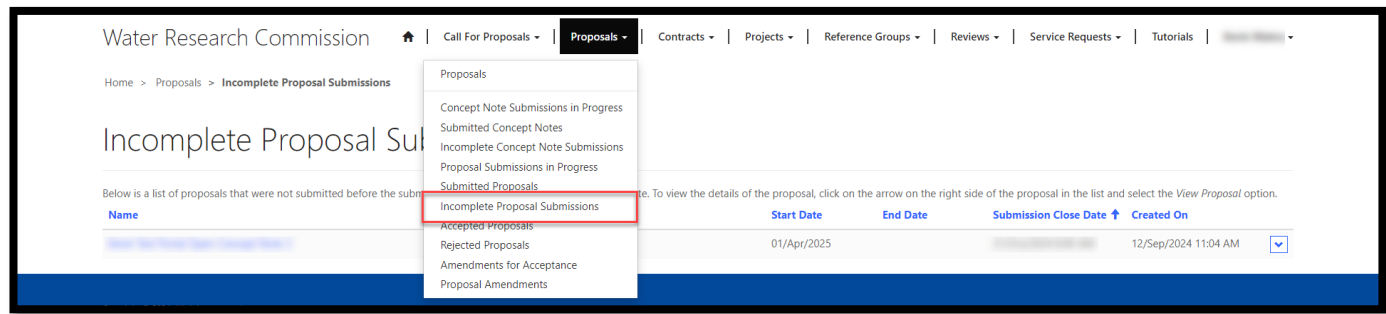 Water Research Commission Call For Proposals Proposals Contracts Projects Reference Groups Reviews Service Requests Tutorials
Home > Proposals > Incomplete Proposal Submissions
Proposals
Concept Note Submissions in Progress
Submitted Concept Notes
Incomplete Concept Note Submissions
Proposal Submissions in Progress
Submitted Proposals
Incomplete Proposal Submissions
Accepted Proposals
Rejected Proposals
Amendments for Acceptance
Proposal Amendments
Incomplete Proposal Su
Below is a list of proposals that were not submitted before the subm te. To view the details of the proposal, click on the arrow on the right side of the proposal in the list and select the View Proposal option.
Name Start Date End Date Submission Close Date Created On
01/Apr/2025 12/Sep/2024 11:04 AM